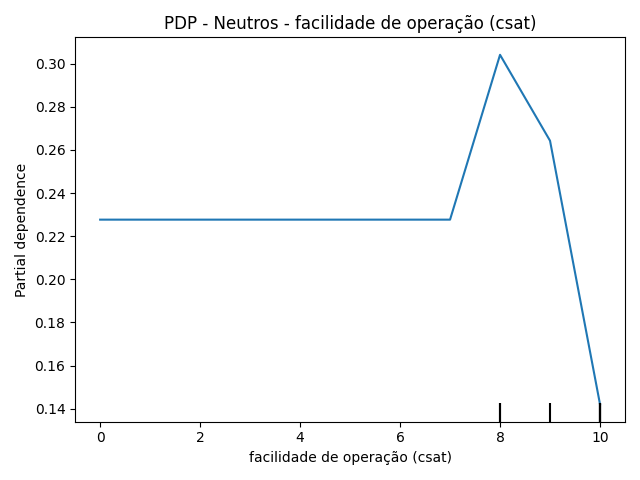 PDP - Neutros - facilidade de operação (csat)
Partial dependence
0.30
0.28
0.26
0.24
0.22
0.20
0.18
0.16
0.14
0 2 4 6 8 10
facilidade de operação (csat)